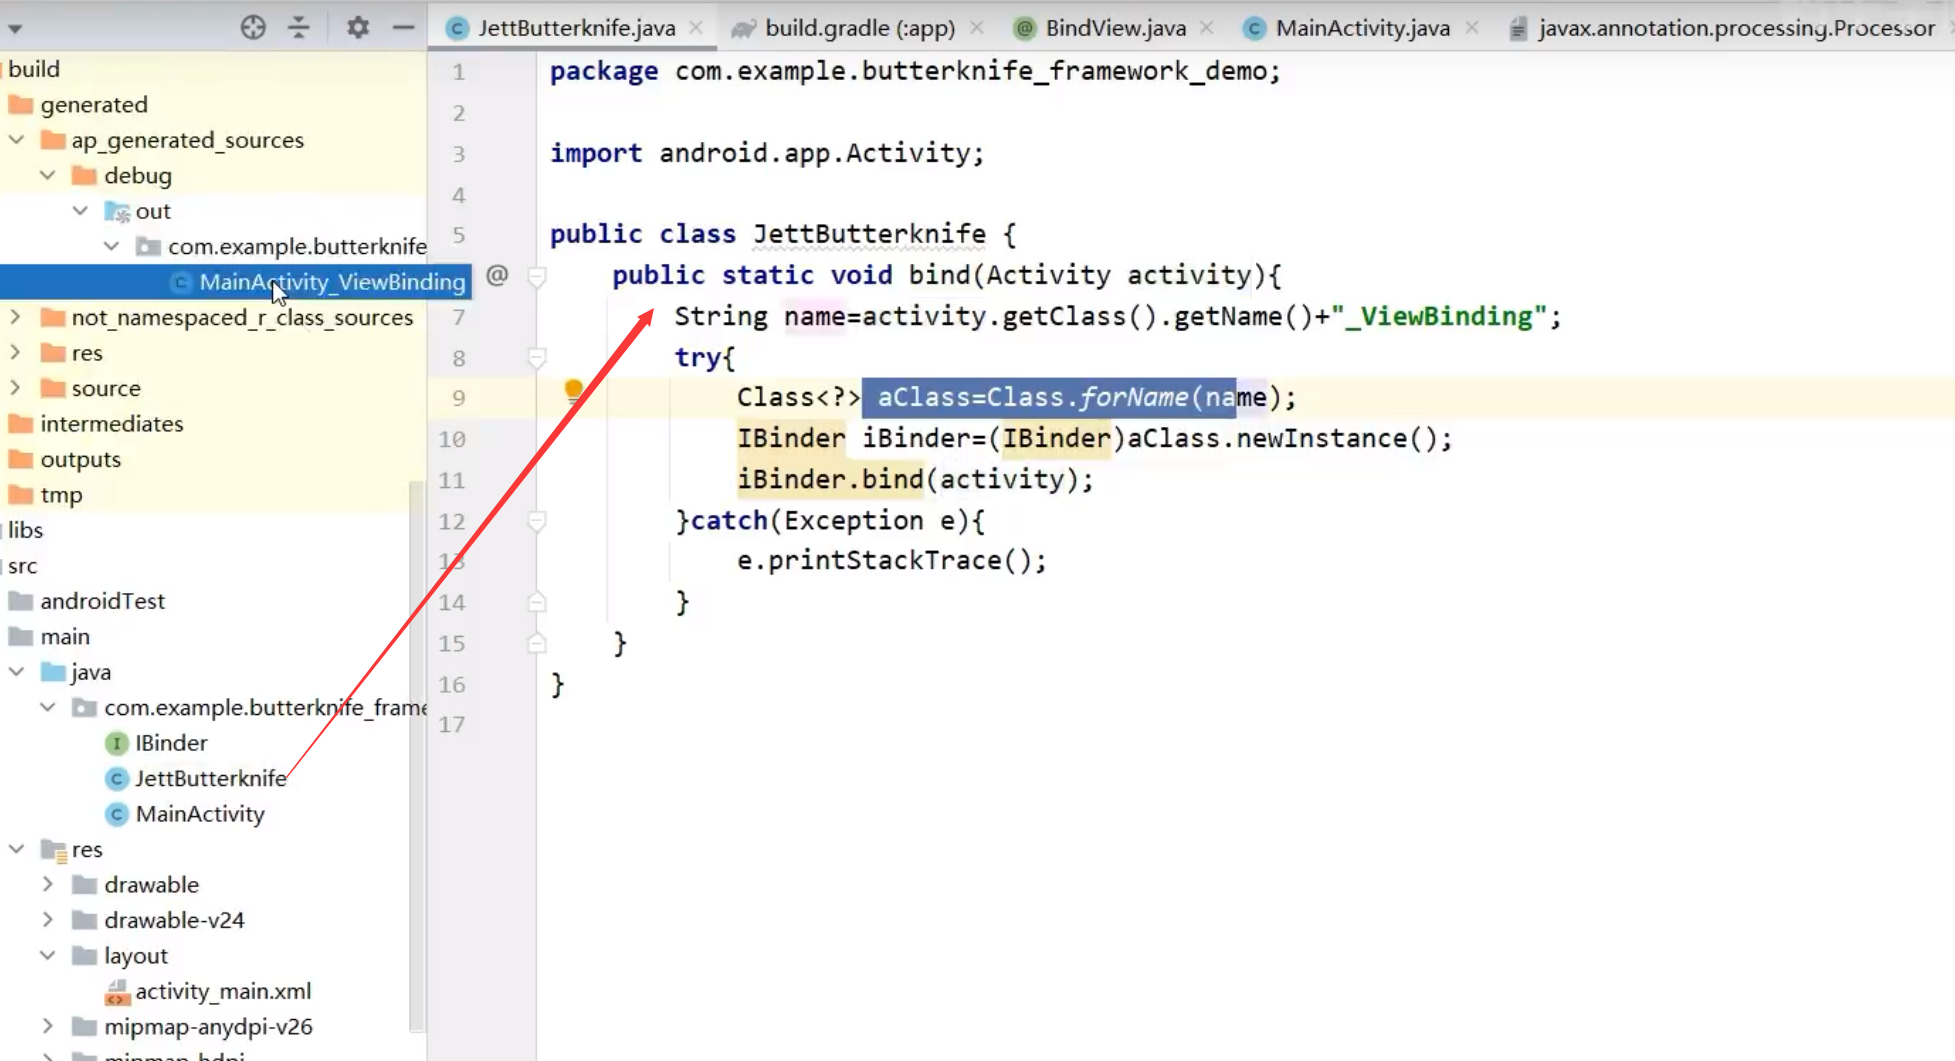 JettButterknife.java
build.gradle (:app)
BindView.java
MainActivity.java
javax.annotation.processing.Processor
build
generated
ap_generated_sources
debug
out
com.example.butterknife
MainActivity_ViewBinding
not_namespaced_r_class_sources
res
source
intermediates
outputs
tmp
libs
src
androidTest
main
java
com.example.butterknife_frame
IBinder
JettButterknife
MainActivity
res
drawable
drawable-v24
layout
activity_main.xml
mipmap-anydpi-v26
mipmap-hdpi
1 package com.example.butterknife_framework_demo;
2
3 import android.app.Activity;
4
5 public class JettButterknife {
@ public static void bind(Activity activity){
7 String name=activity.getClass().getName()+"_ViewBinding";
8 try{
9 Class<?> aClass=Class.forName(name);
10 IBinder iBinder=(IBinder)aClass.newInstance();
11 iBinder.bind(activity);
12 }catch(Exception e){
13 e.printStackTrace();
14 }
15 }
16 }
17